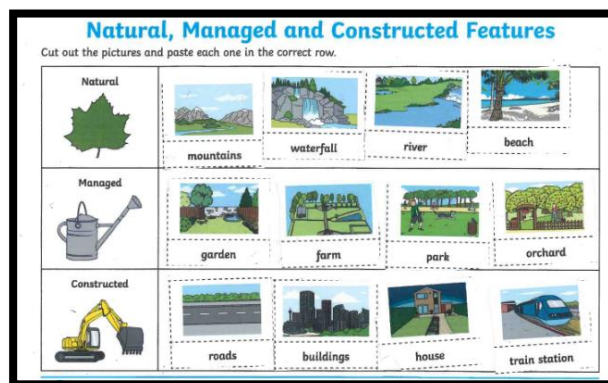 Natural, Managed and Constructed Features
Cut out the pictures and paste each one in the correct row.
Natural
mountains
waterfall
river
beach
Managed
garden
farm
park
orchard
Constructed
roads
buildings
house
train station